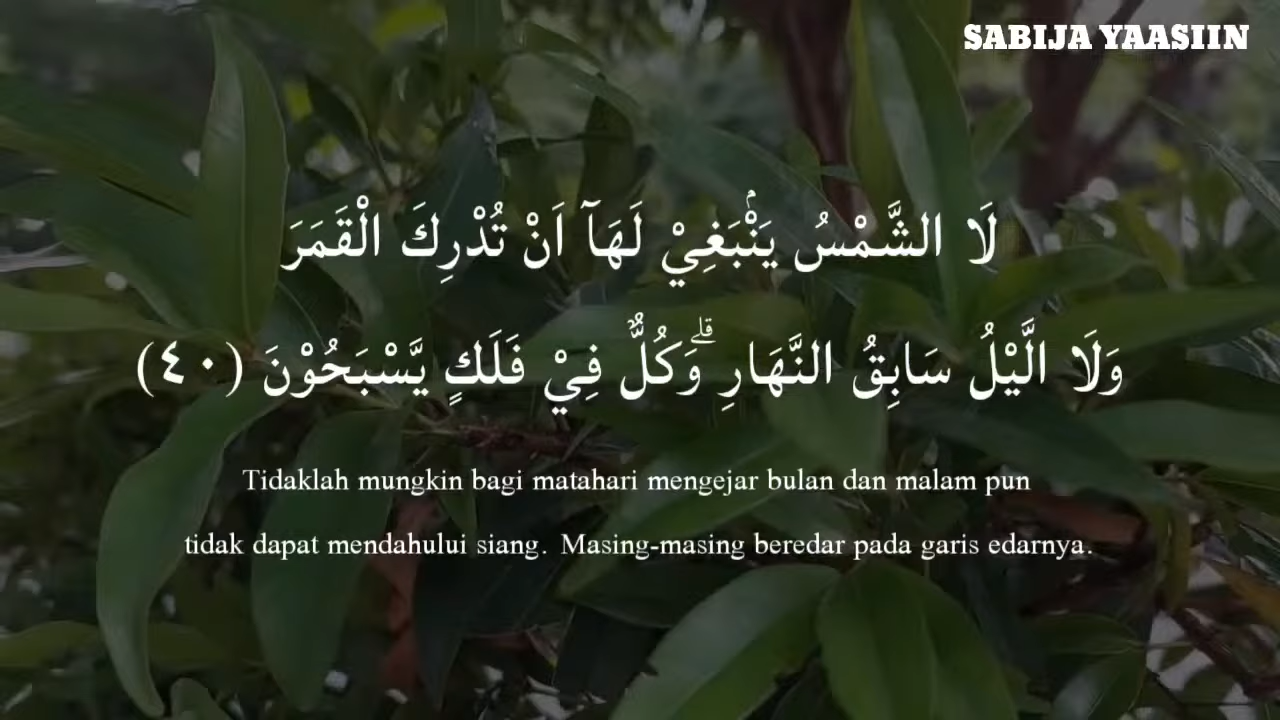 SABIJA YAASIIN
لَا الشَّمْسُ يَنْۢبَغِيْ لَهَآ اَنْ تُدْرِكَ الْقَمَرَ
وَلَا الَّيْلُ سَابِقُ النَّهَارِ ۗوَكُلٌّ فِيْ فَلَكٍ يَّسْبَحُوْنَ (٤٠)
Tidaklah mungkin bagi matahari mengejar bulan dan malam pun
tidak dapat mendahului siang. Masing-masing beredar pada garis edarnya.